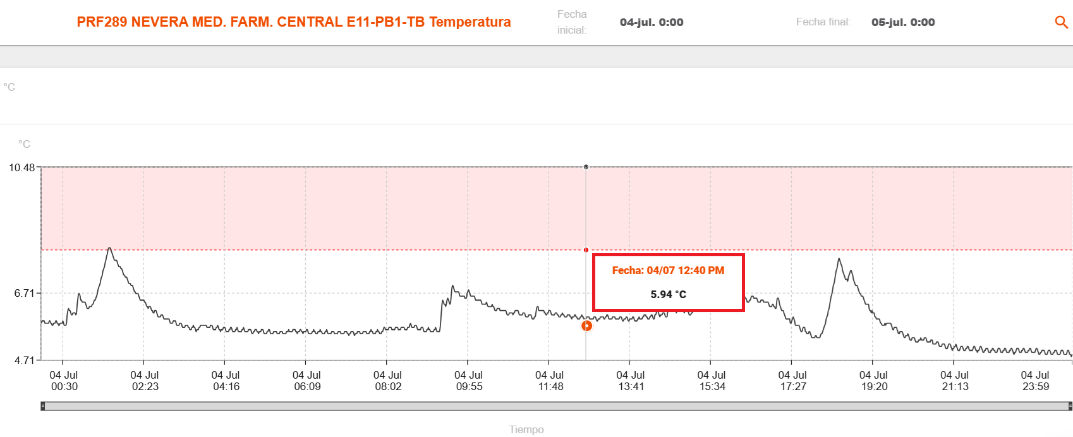 PRF289 NEVERA MED. FARM. CENTRAL E11-PB1-TB Temperatura
Fecha
inicial:
04-jul. 0:00
Fecha final:
05-jul. 0:00
°C
°C
10.48
6.71
4.71
Fecha: 04/07 12:40 PM
5.94 °C
04 Jul 04 Jul 04 Jul 04 Jul 04 Jul 04 Jul 04 Jul 04 Jul 04 Jul 04 Jul 04 Jul 04 Jul 04 Jul
00:30 02:23 04:16 06:09 08:02 09:55 11:48 13:41 15:34 17:27 19:20 21:13 23:59
Tiempo